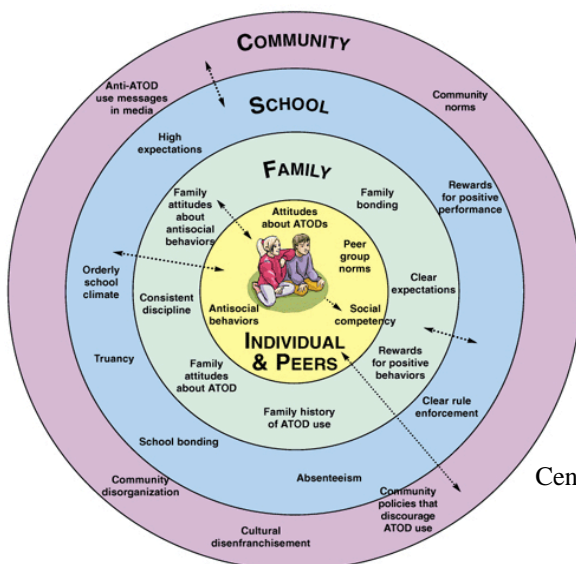 COMMUNITY
Anti-ATOD
use messages
in media
Community
norms
SCHOOL
High
expectations
Rewards
for positive
performance
FAMILY
Family
attitudes
about
antisocial
behaviors
Family
bonding
Attitudes
about ATODs
Peer
group
norms
Orderly
school
climate
Consistent
discipline
Clear
expectations
Antisocial
behaviors
Social
competency
INDIVIDUAL
& PEERS
Truancy
Family
attitudes
about ATOD
Rewards
for positive
behaviors
Family history
of ATOD use
Clear rule
enforcement
School bonding
Absenteeism
Community
disorganization
Community
policies that
discourage
ATOD use
Cultural
disenfranchisement
Cen